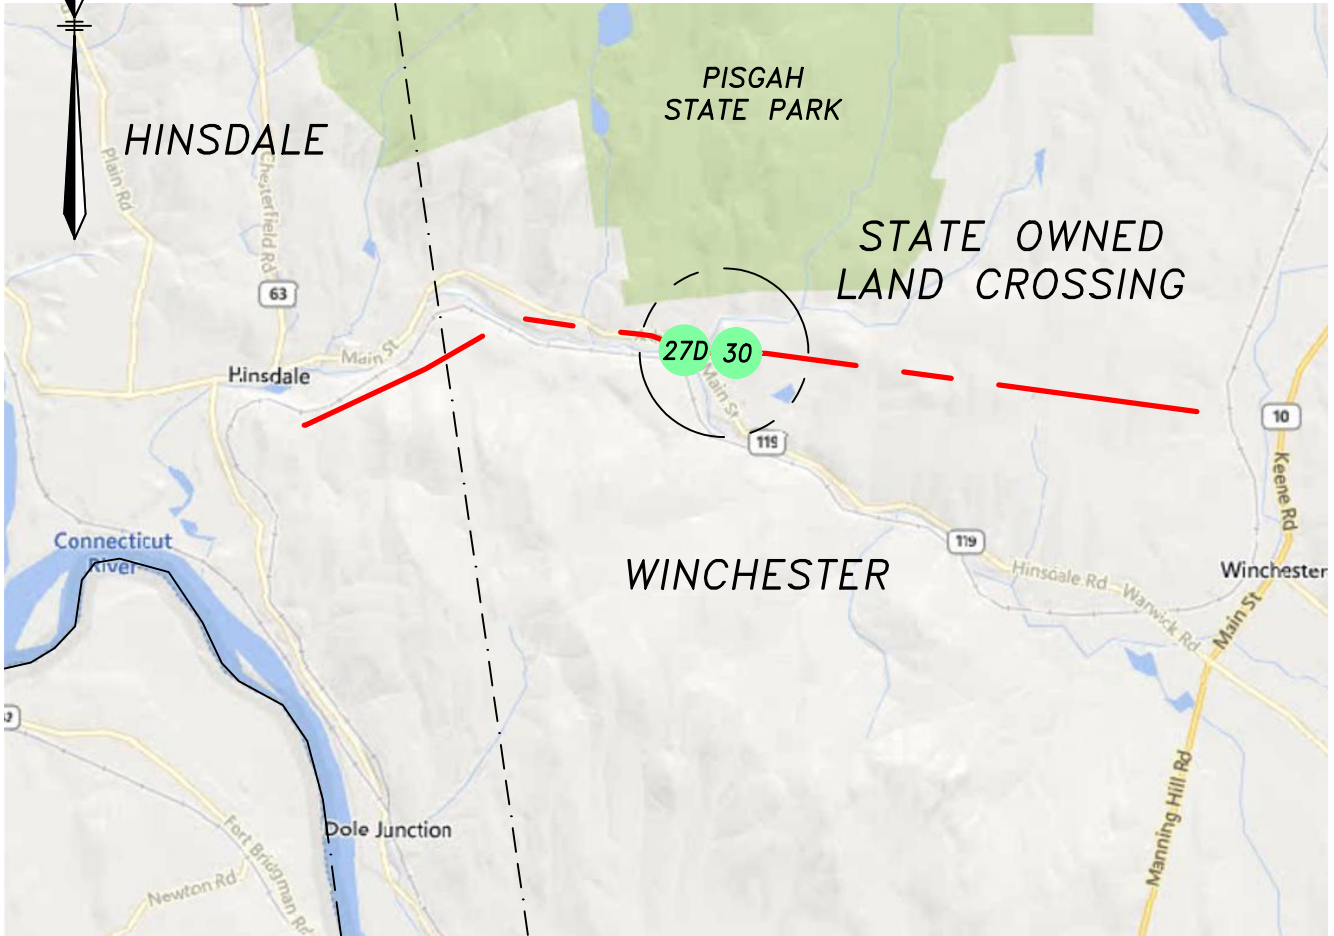 PISGAH
STATE PARK
HINSDALE
Plain Rd
Chesterfield Rd
STATE OWNED
LAND CROSSING
63
Main St
27D
30
Hinsdale
Main St
10
119
Keene Rd
Connecticut
River
119
WINCHESTER
Hinsdale Rd
Warwick Rd
Winchester
Main St
Manning Hill Rd
Dole Junction
Fort Bridgman Rd
Newton Rd